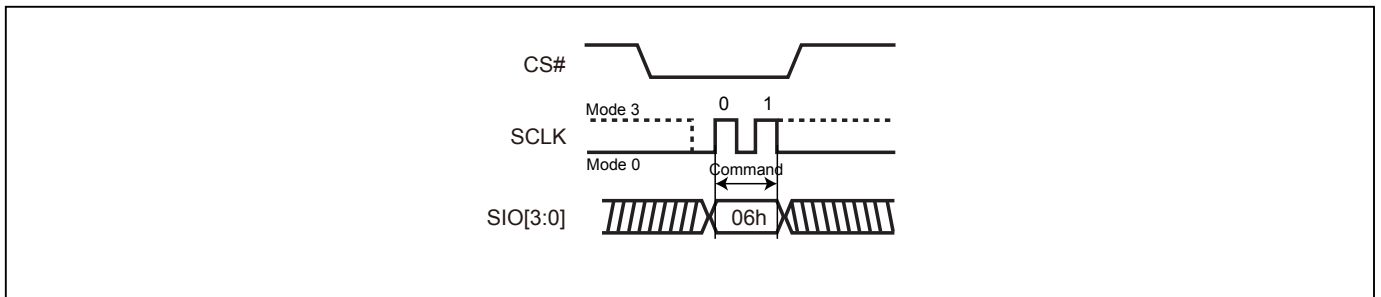 CS#
Mode 3 0 1
SCLK
Mode 0
Command
SIO[3:0] 06h